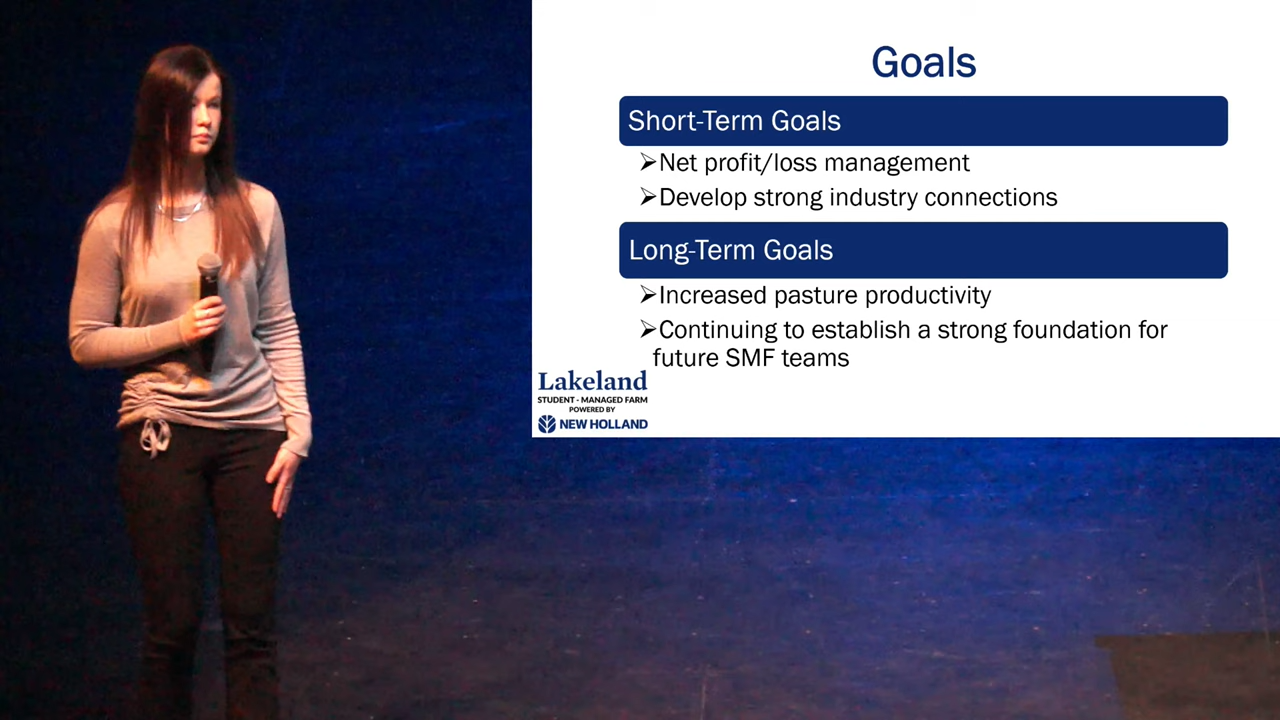 Goals
Short-Term Goals
➢Net profit/loss management
➢Develop strong industry connections
Long-Term Goals
➢Increased pasture productivity
➢Continuing to establish a strong foundation for
future SMF teams
Lakeland
STUDENT - MANAGED FARM
POWERED BY
NEW HOLLAND